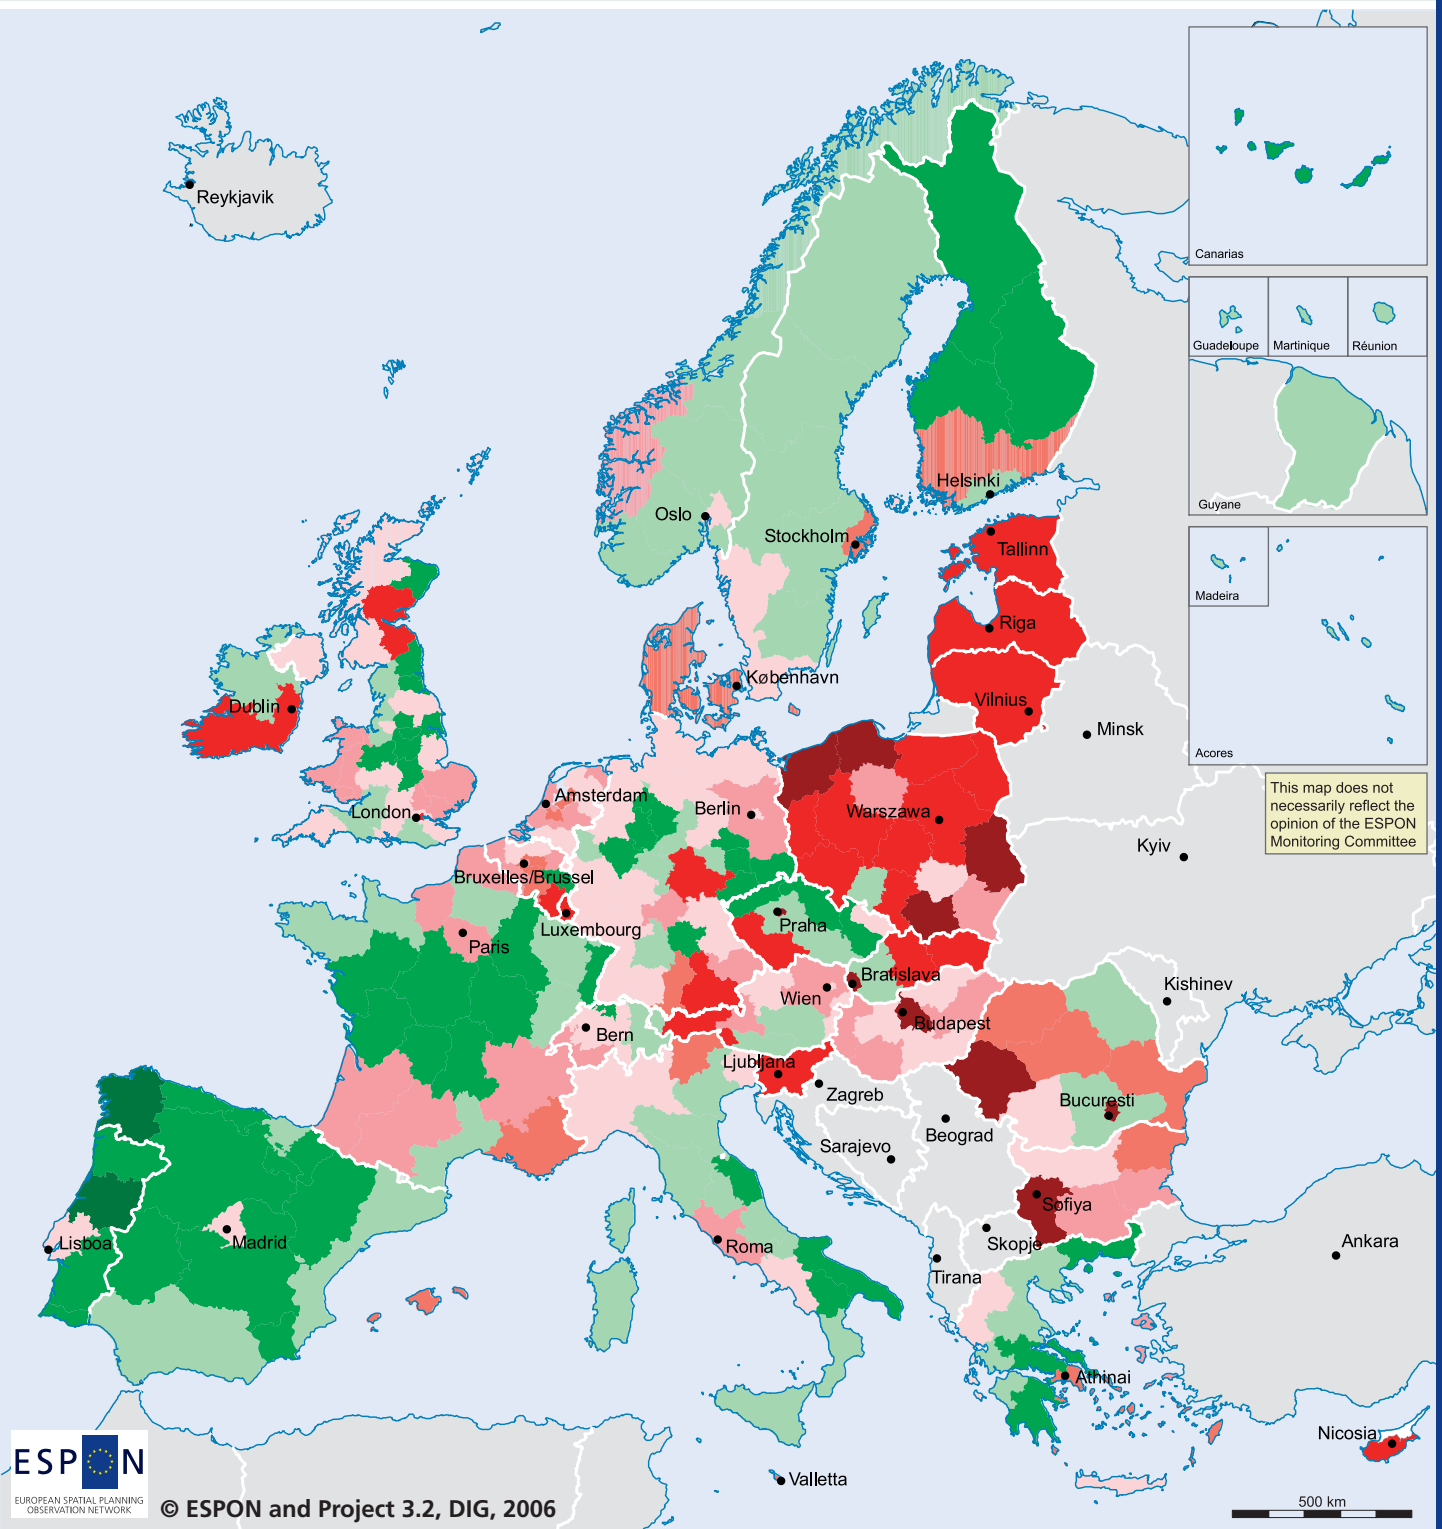 Canarias
Reykjavik
Guadeloupe
Martinique
Réunion
Guyane
Helsinki
Oslo
Stockholm
Tallinn
Madeira
Riga
København
Dublin
Vilnius
Minsk
Acores
This map does not
necessarily reflect the
opinion of the ESPON
Monitoring Committee
Amsterdam
Berlin
Warszawa
London
Kyiv
Bruxelles/Brussel
Praha
Luxembourg
Paris
Bratislava
Kishinev
Wien
Budapest
Bern
Ljubljana
Zagreb
Bucuresti
Beograd
Sarajevo
Sofiya
Lisboa
Madrid
Roma
Skopje
Ankara
Tirana
Athinai
Nicosia
ESPON
EUROPEAN SPATIAL PLANNING
OBSERVATION NETWORK
© ESPON and Project 3.2, DIG, 2006
Valletta
500 km